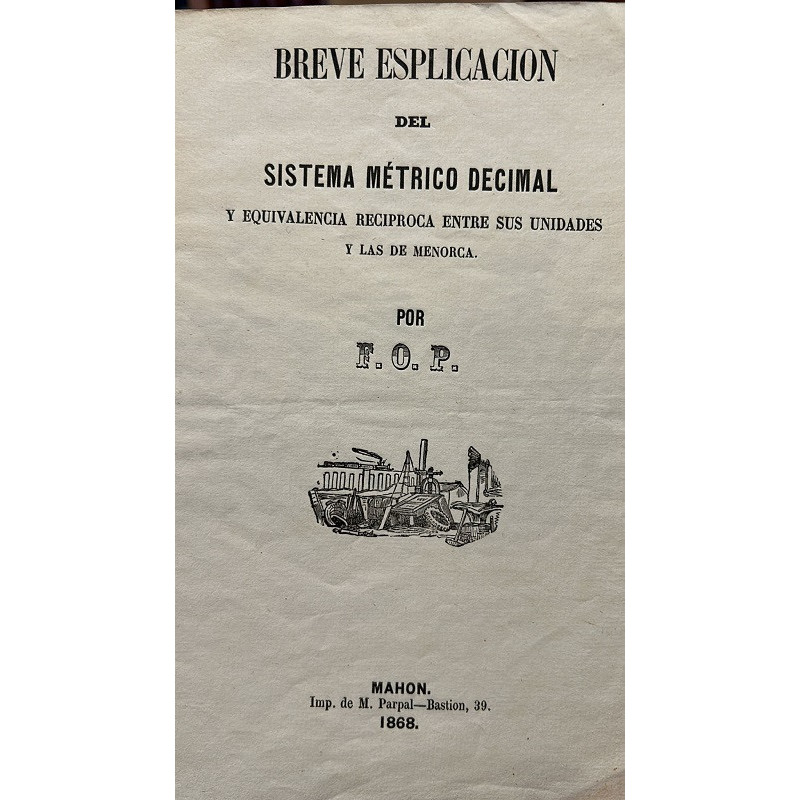 BREVE ESPLICACION
DEL
SISTEMA MÉTRICO DECIMAL
Y EQUIVALENCIA RECIPROCA ENTRE SUS UNIDADES
Y LAS DE MENORCA.
POR
F. O. P.
MAHON.
Imp. de M. Parpal—Bastion, 39.
1868.